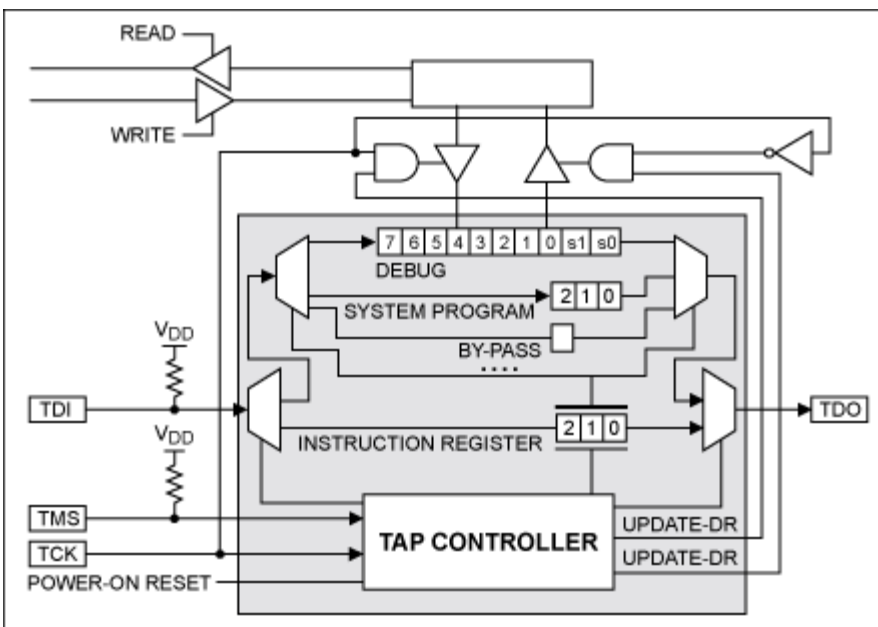 READ
WRITE
7 6 5 4 3 2 1 0 s1 s0
DEBUG
SYSTEM PROGRAM
2 1 0
BY-PASS
VDD
TDI
TDO
VDD
INSTRUCTION REGISTER
2 1 0
TMS
TAP CONTROLLER
UPDATE-DR
TCK
UPDATE-DR
POWER-ON RESET